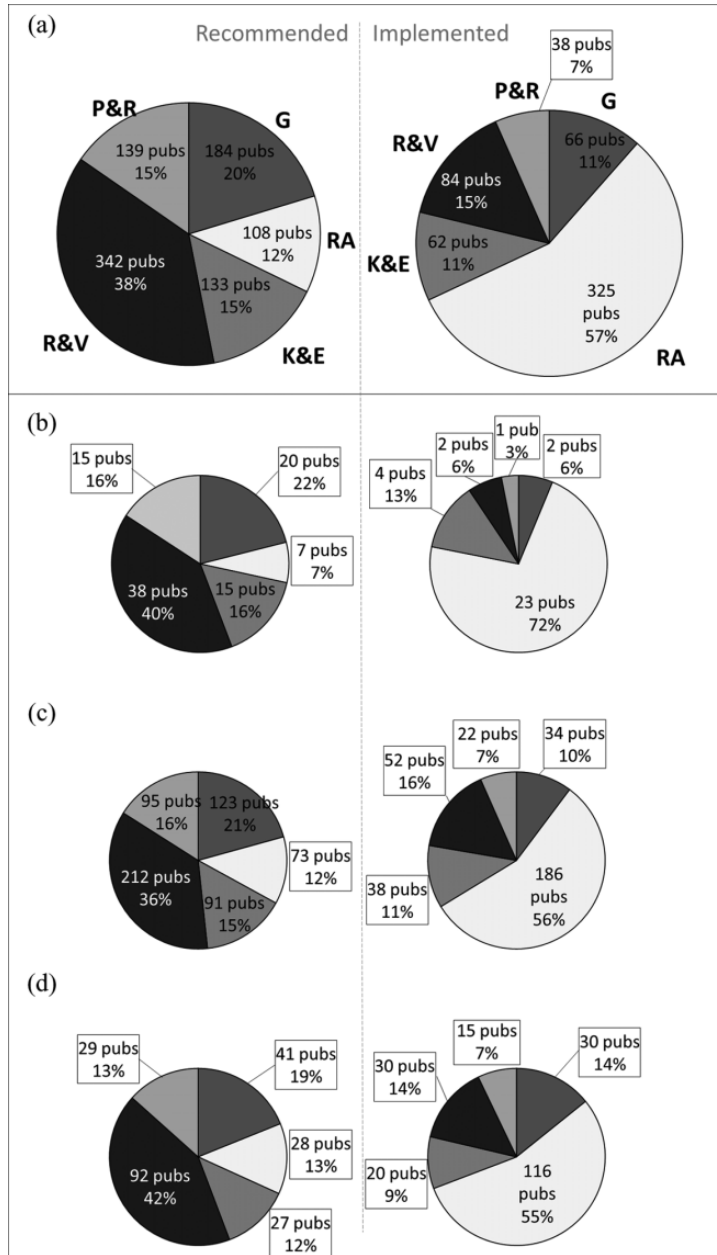 (a)
Recommended
Implemented
38 pubs
7%
P&R
G
139 pubs
15%
184 pubs
20%
108 pubs
12%
RA
342 pubs
38%
133 pubs
15%
R&V
K&E
P&R
G
R&V
66 pubs
11%
84 pubs
15%
K&E
62 pubs
11%
325
pubs
57%
RA
(b)
15 pubs
16%
20 pubs
22%
7 pubs
7%
38 pubs
40%
15 pubs
16%
4 pubs
13%
2 pubs
6%
1 pub
3%
2 pubs
6%
23 pubs
72%
(c)
95 pubs
16%
123 pubs
21%
73 pubs
12%
212 pubs
36%
91 pubs
15%
52 pubs
16%
22 pubs
7%
34 pubs
10%
38 pubs
11%
186
pubs
56%
(d)
29 pubs
13%
41 pubs
19%
28 pubs
13%
92 pubs
42%
27 pubs
12%
30 pubs
14%
15 pubs
7%
30 pubs
14%
20 pubs
9%
116
pubs
55%